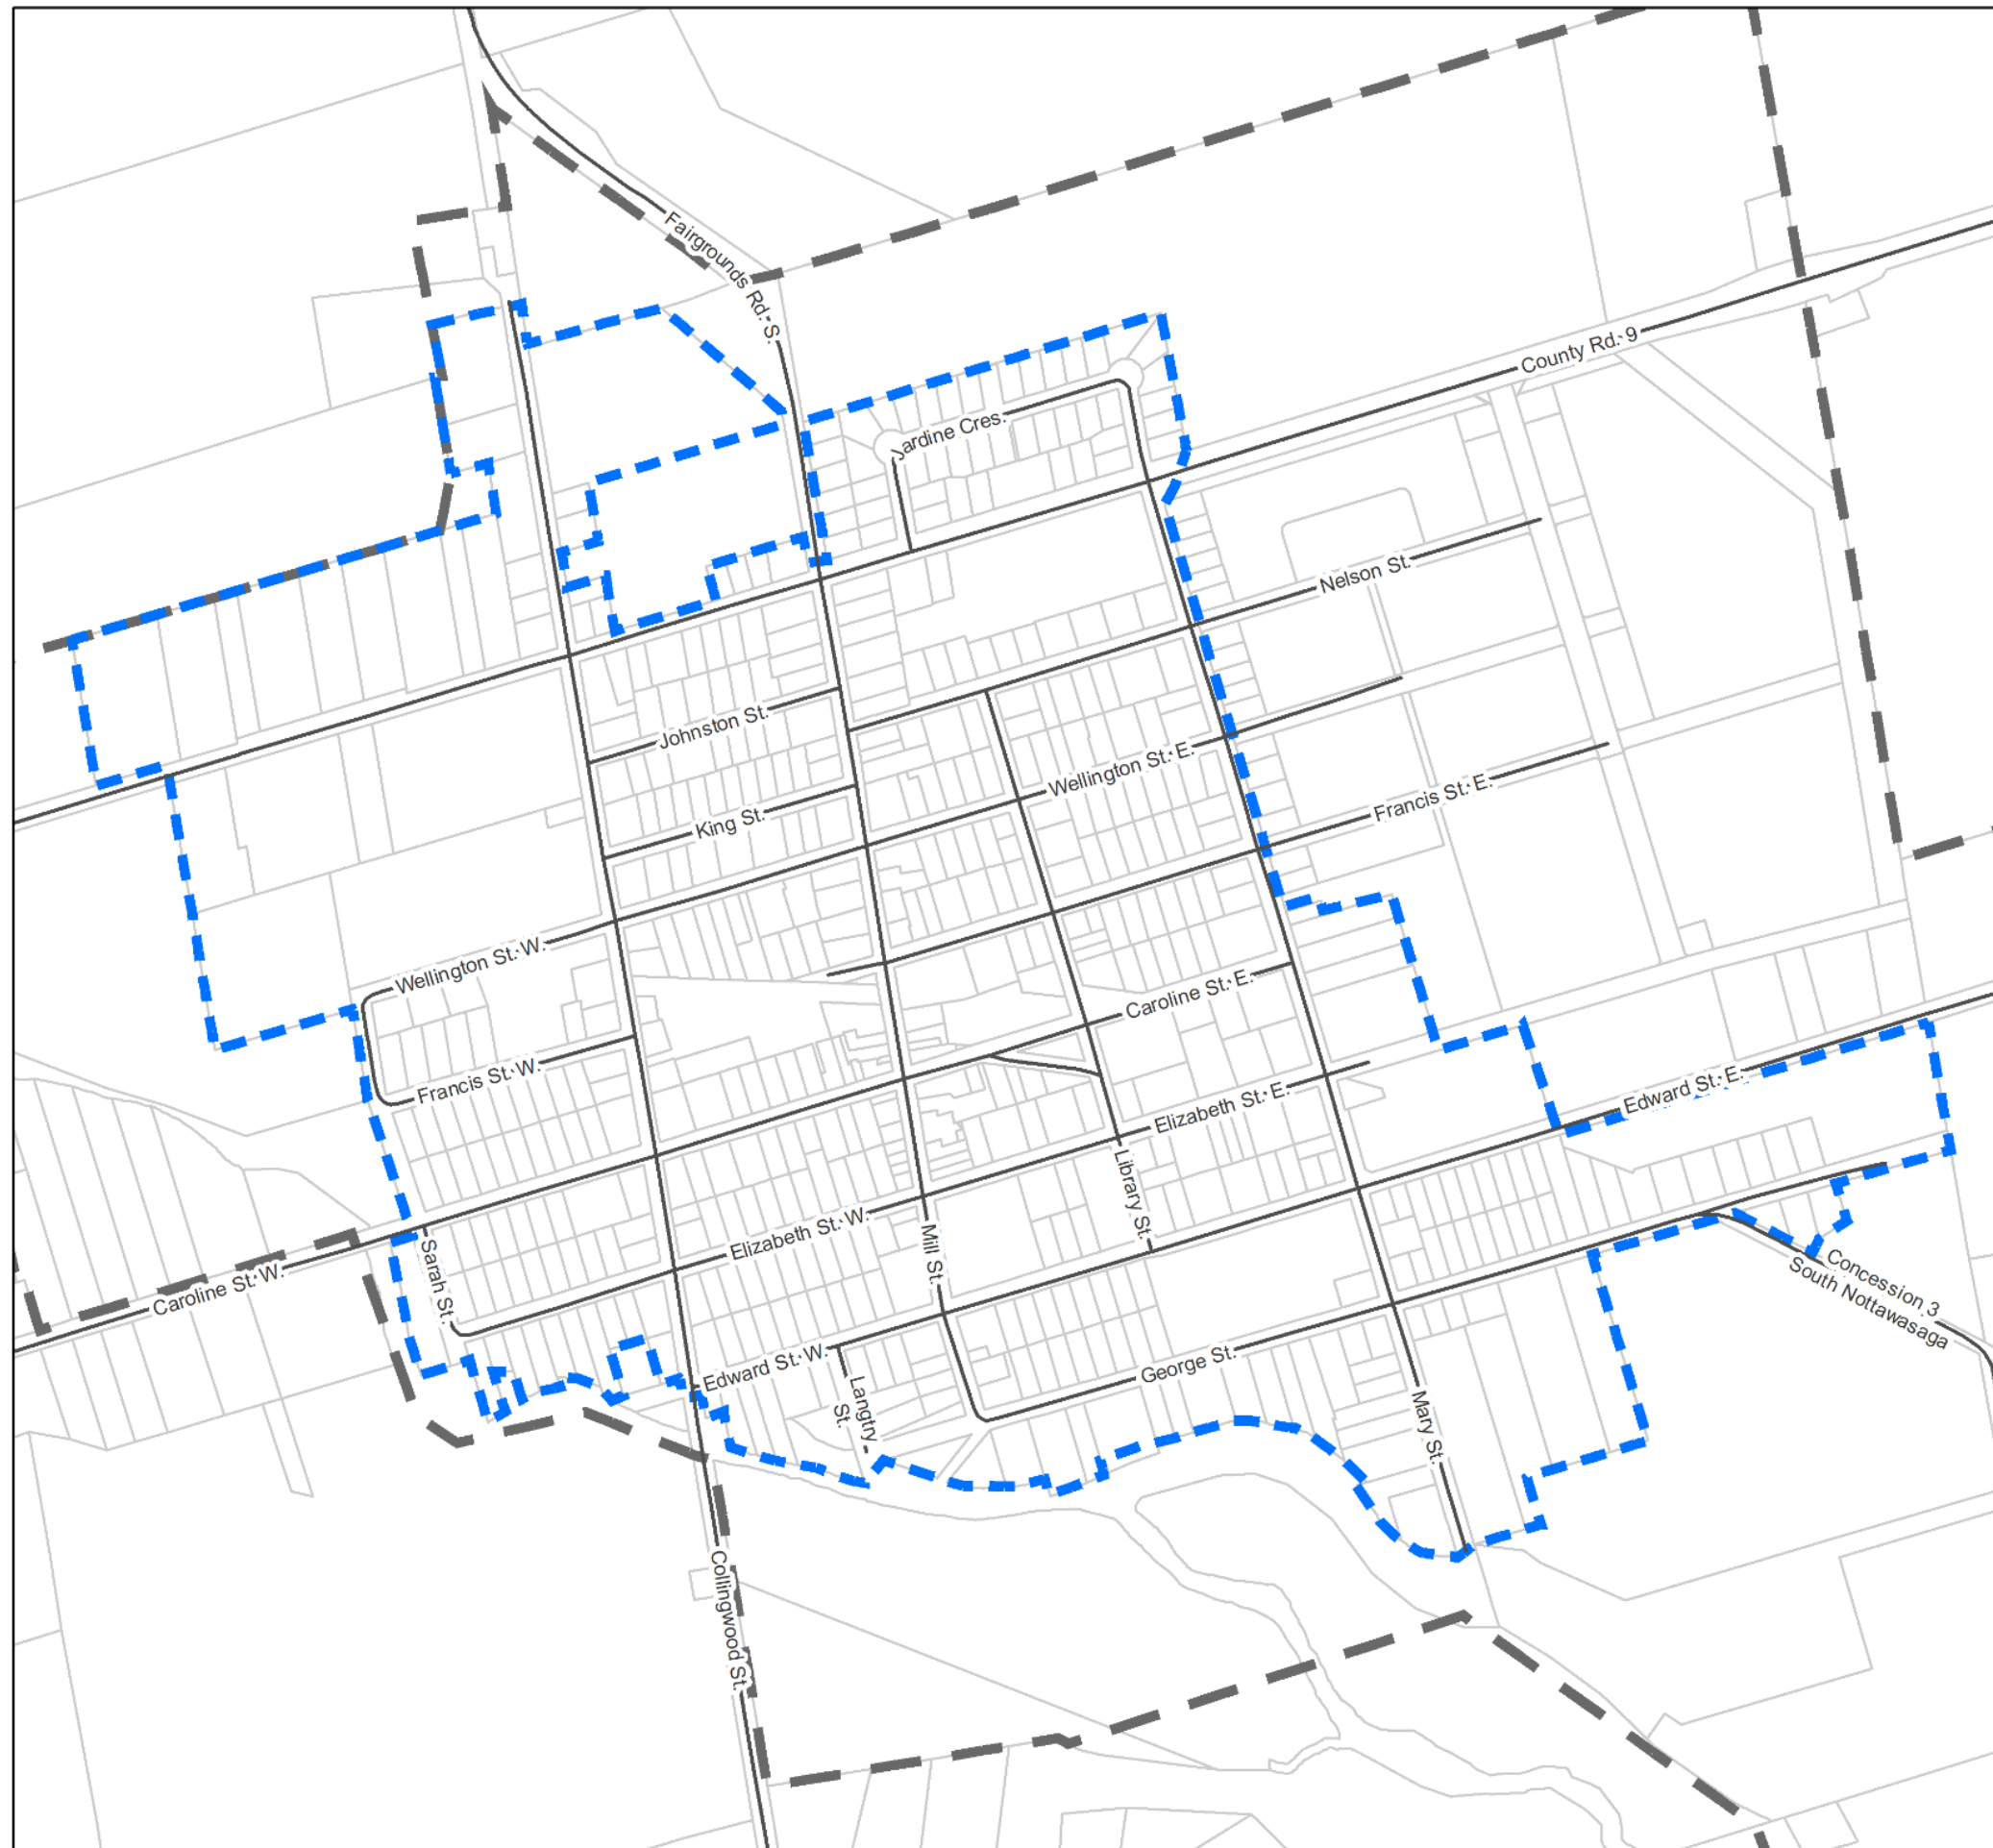 Fairgrounds Rd. S.
County Rd. 9
Jardine Cres.
Nelson St.
Johnston St.
Wellington St. E.
King St.
Francis St. E.
Wellington St. W.
Caroline St. E.
Francis St. W.
Elizabeth St. E.
Edward St. E.
Library St.
Elizabeth St. W.
Mill St.
Sarah St.
Caroline St. W.
Concession 3
South Nottawasaga
Edward St. W.
George St.
Langtry
St.
Mary St.
Collingwood St.